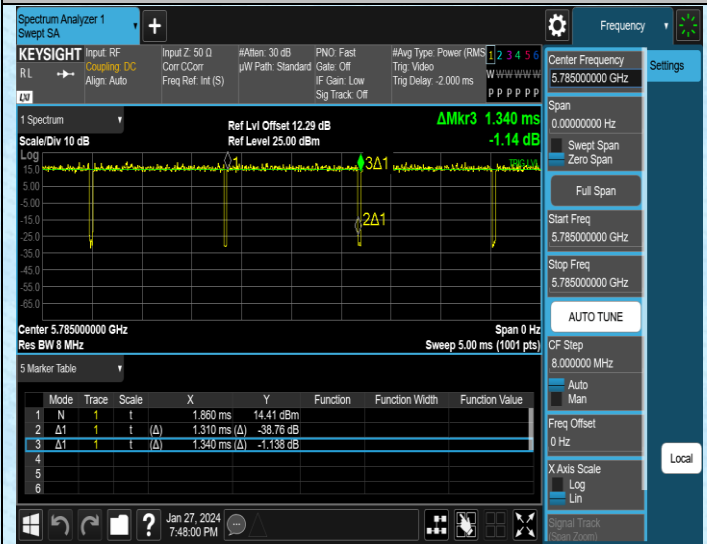 Spectrum Analyzer 1
Swept SA
+
Frequency
KEYSIGHT
RL
LXI
Input: RF
Coupling: DC
Align: Auto
Input Z: 50 Ω
Corr CCorr
Freq Ref: Int (S)
#Atten: 30 dB
µW Path: Standard
PNO: Fast
Gate: Off
IF Gain: Low
Sig Track: Off
#Avg Type: Power (RMS
Trig: Video
Trig Delay: -2.000 ms
1 2 3 4 5 6
W W W W W W
P P P P P P
Center Frequency
5.785000000 GHz
Settings
Span
0.00000000 Hz
Swept Span
Zero Span
Full Span
Start Freq
5.785000000 GHz
Stop Freq
5.785000000 GHz
AUTO TUNE
CF Step
8.000000 MHz
Auto
Man
Freq Offset
0 Hz
X Axis Scale
Log
Lin
Signal Track
(Span Zoom)
Local
1 Spectrum
Scale/Div 10 dB
Log
Ref Lvl Offset 12.29 dB
Ref Level 25.00 dBm
ΔMkr3 1.340 ms
-1.14 dB
15.0
5.00
-5.00
-15.0
-25.0
-35.0
-45.0
-55.0
-65.0
1
3Δ1
2Δ1
TRIG LVL
Center 5.785000000 GHz
Res BW 8 MHz
Span 0 Hz
Sweep 5.00 ms (1001 pts)
5 Marker Table
Mode Trace Scale X Y Function Function Width Function Value
1 N 1 t 1.860 ms 14.41 dBm
2 Δ1 1 t (Δ) 1.310 ms (Δ) -38.76 dB
3 Δ1 1 t (Δ) 1.340 ms (Δ) -1.138 dB
4
5
6
?
Jan 27, 2024
7:48:00 PM